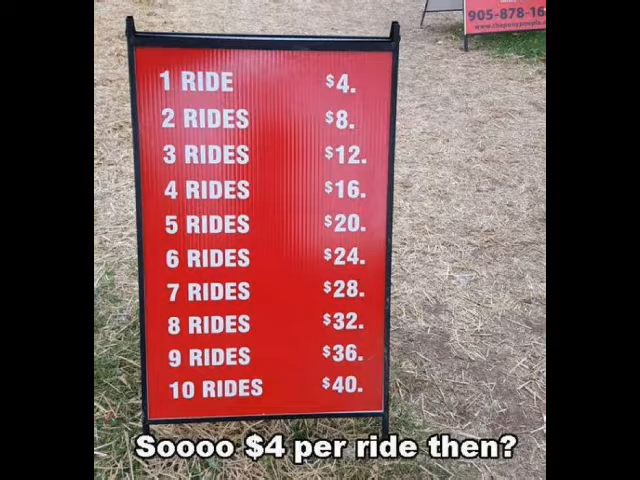 905-878-16
www.theponypeople.c
1 RIDE $4.
2 RIDES $8.
3 RIDES $12.
4 RIDES $16.
5 RIDES $20.
6 RIDES $24.
7 RIDES $28.
8 RIDES $32.
9 RIDES $36.
10 RIDES $40.
Soooo $4 per ride then?